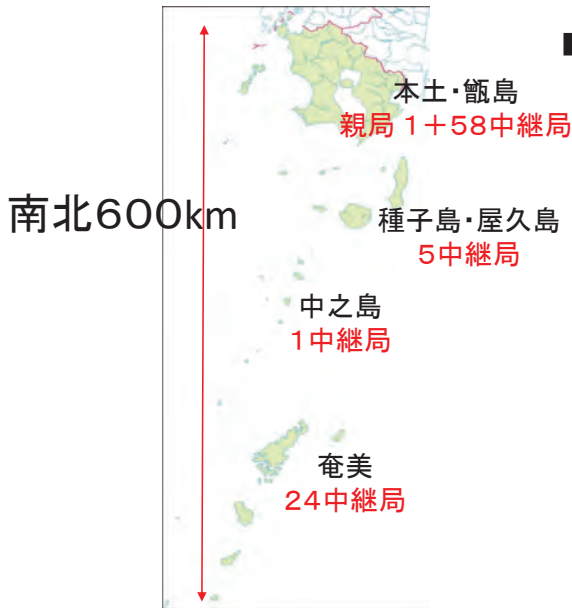 本土・甑島
親局 1+58中継局
南北600km
種子島・屋久島
5中継局
中之島
1中継局
奄美
24中継局